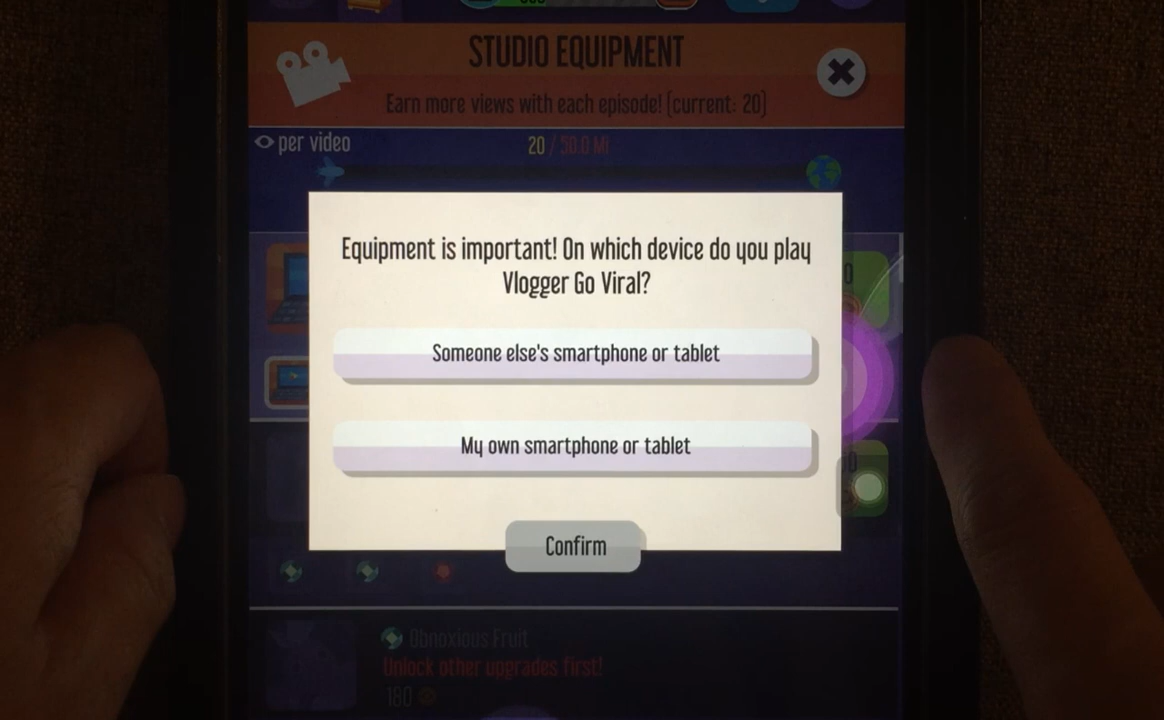 STUDIO EQUIPMENT
Earn more views with each episode! (current: 20)
per video
20 / 50.0 Mi
Equipment is important! On which device do you play
Vlogger Go Viral?
Someone else's smartphone or tablet
My own smartphone or tablet
Confirm
Obnoxious Fruit
Unlock other upgrades first!
180